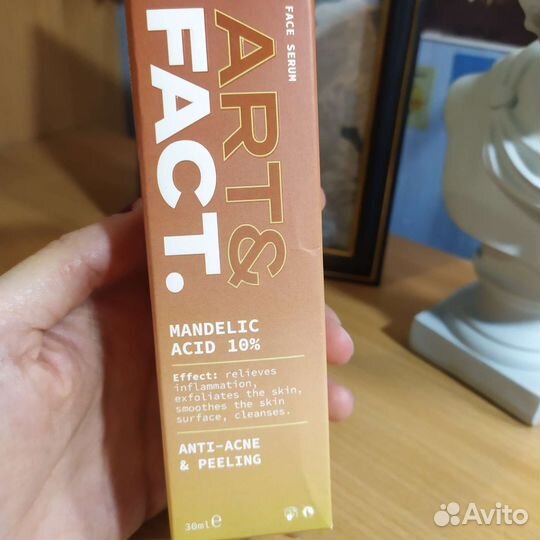 FACE SERUM
ART&
FACT.
MANDELIC
ACID 10%
Effect: relieves
inflammation,
exfoliates the skin,
smoothes the skin
surface, cleanses.
ANTI-ACNE
& PEELING
30ml ℮
Avito